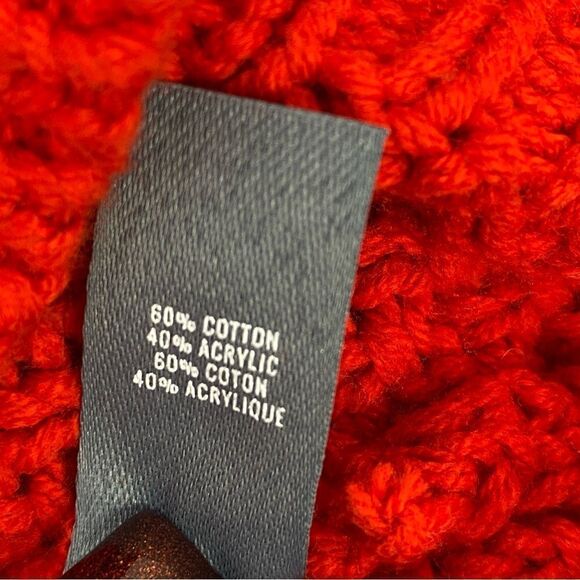 60% COTTON
40% ACRYLIC
60% COTON
40% ACRYLIQUE